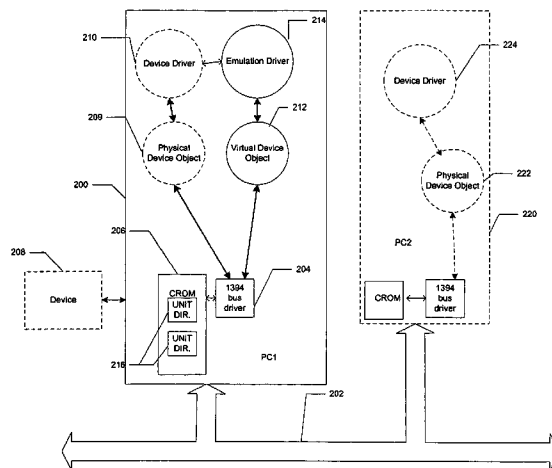 210
214
224
Device Driver
Emulation Driver
Device Driver
209
212
Physical
Device Object
Virtual Device
Object
Physical
Device Object
222
200
206
220
208
PC2
204
Device
CROM
UNIT
DIR.
UNIT
DIR.
1394
bus
driver
CROM
1394
bus
driver
216
PC1
202